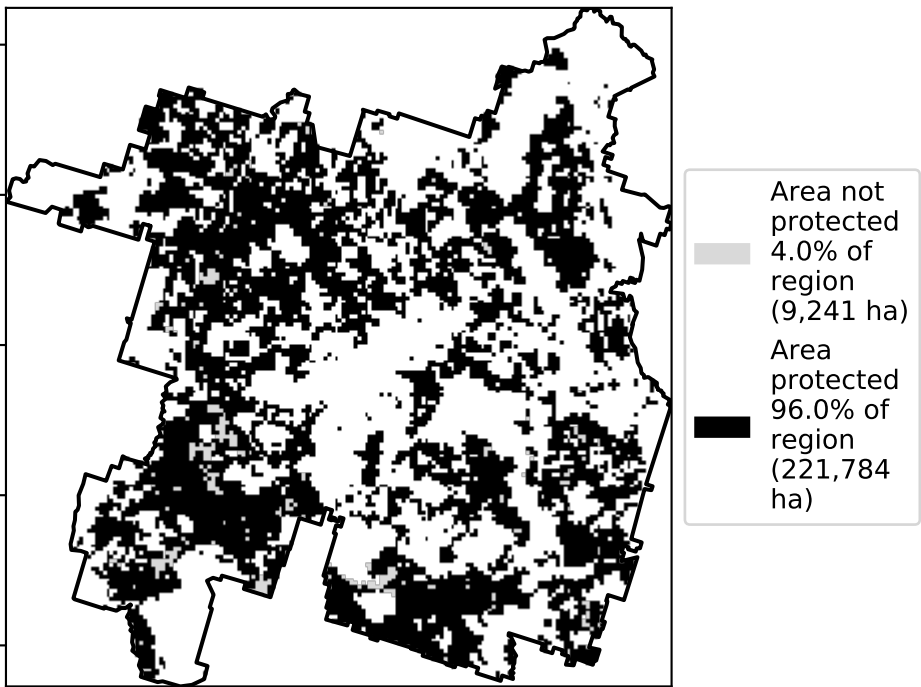 Area not
protected
4.0% of
region
(9,241 ha)
Area
protected
96.0% of
region
(221,784
ha)